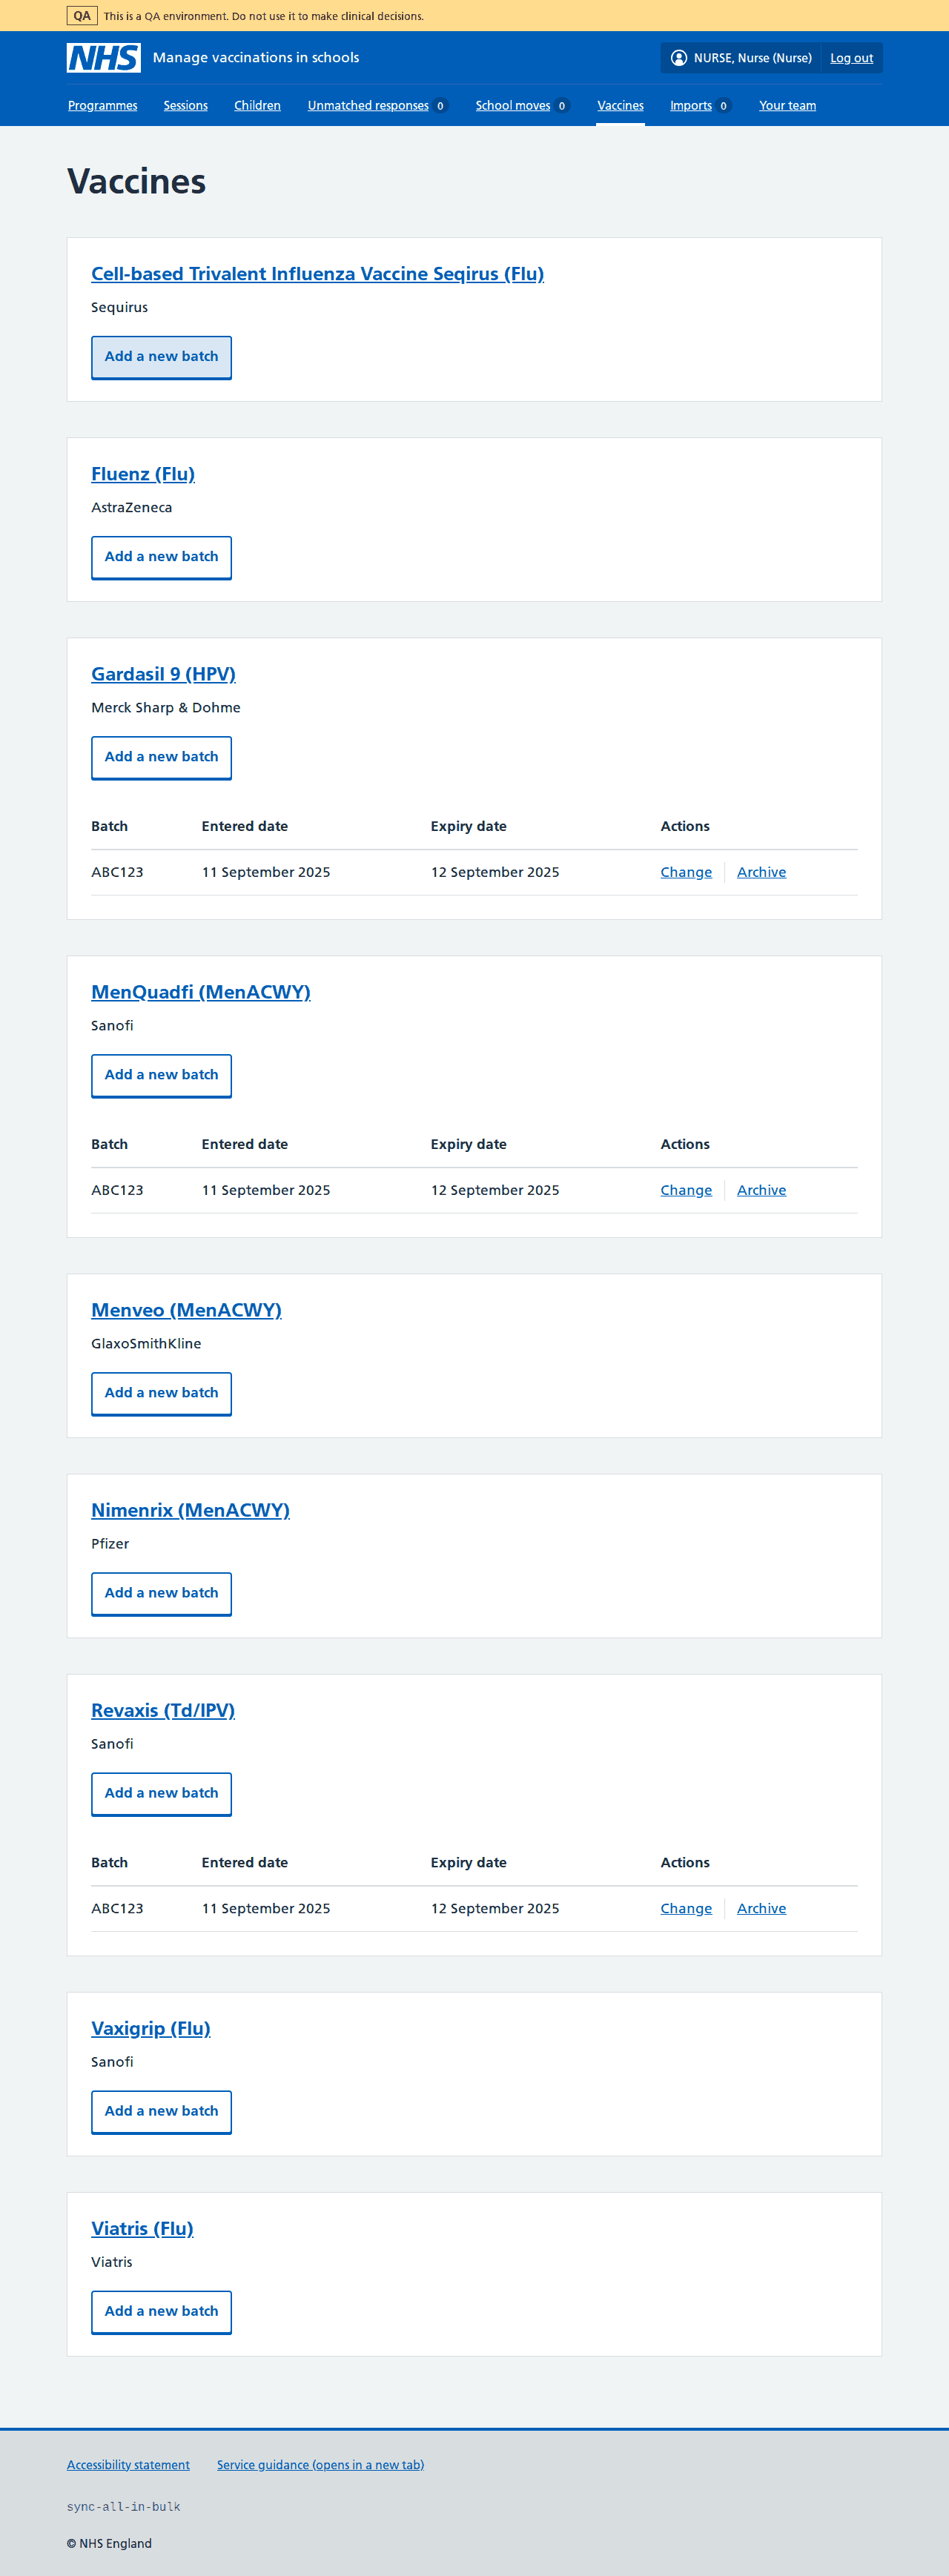 QA This is a QA environment. Do not use it to make clinical decisions.
NHS Manage vaccinations in schools NURSE, Nurse (Nurse) Log out
Programmes Sessions Children Unmatched responses 0 School moves 0 Vaccines Imports 0 Your team
Vaccines
Cell-based Trivalent Influenza Vaccine Seqirus (Flu)
Sequirus
Add a new batch
Fluenz (Flu)
AstraZeneca
Add a new batch
Gardasil 9 (HPV)
Merck Sharp & Dohme
Add a new batch
Batch Entered date Expiry date Actions
ABC123 11 September 2025 12 September 2025 Change Archive
MenQuadfi (MenACWY)
Sanofi
Add a new batch
Batch Entered date Expiry date Actions
ABC123 11 September 2025 12 September 2025 Change Archive
Menveo (MenACWY)
GlaxoSmithKline
Add a new batch
Nimenrix (MenACWY)
Pfizer
Add a new batch
Revaxis (Td/IPV)
Sanofi
Add a new batch
Batch Entered date Expiry date Actions
ABC123 11 September 2025 12 September 2025 Change Archive
Vaxigrip (Flu)
Sanofi
Add a new batch
Viatris (Flu)
Viatris
Add a new batch
Accessibility statement Service guidance (opens in a new tab)
sync-all-in-bulk
© NHS England